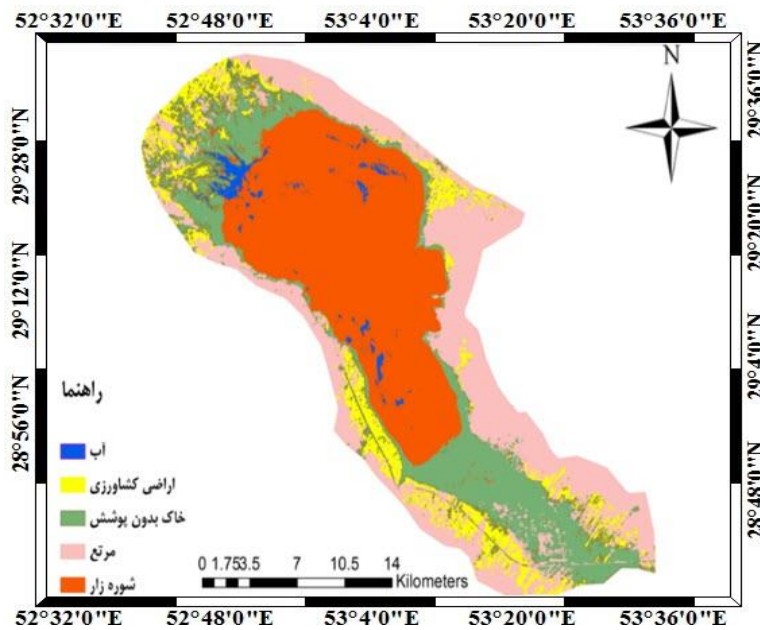 52°32'0"E 52°48'0"E 53°4'0"E 53°20'0"E 53°36'0"E
N
29°36'0"N
29°28'0"N
29°20'0"N
29°12'0"N
29°4'0"N
28°56'0"N
28°48'0"N
راهنما
آب
اراضی کشاورزی
خاک بدون پوشش
مرتع
شوره زار
0 1.753.5 7 10.5 14
Kilometers
52°32'0"E 52°48'0"E 53°4'0"E 53°20'0"E 53°36'0"E